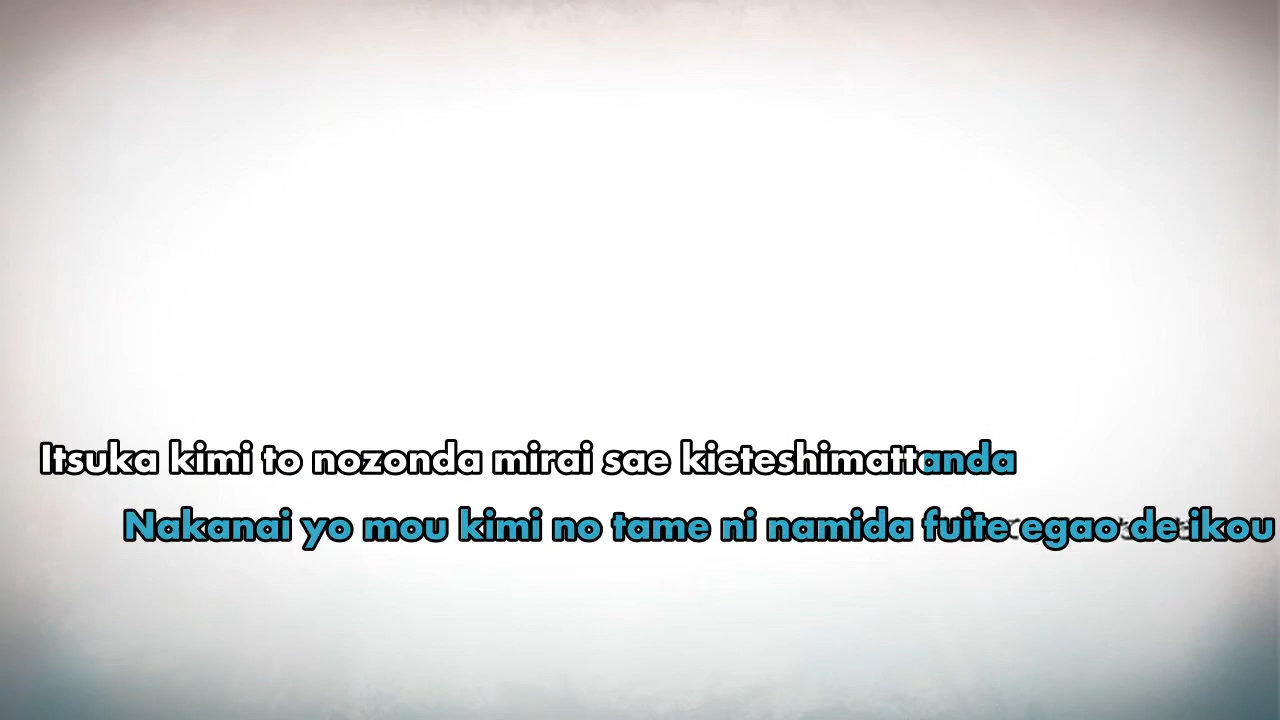 Itsuka kimi to nozonda mirai sae kieteshimattanda
Nakanai yo mou kimi no tame ni namida fuite egao de ikou